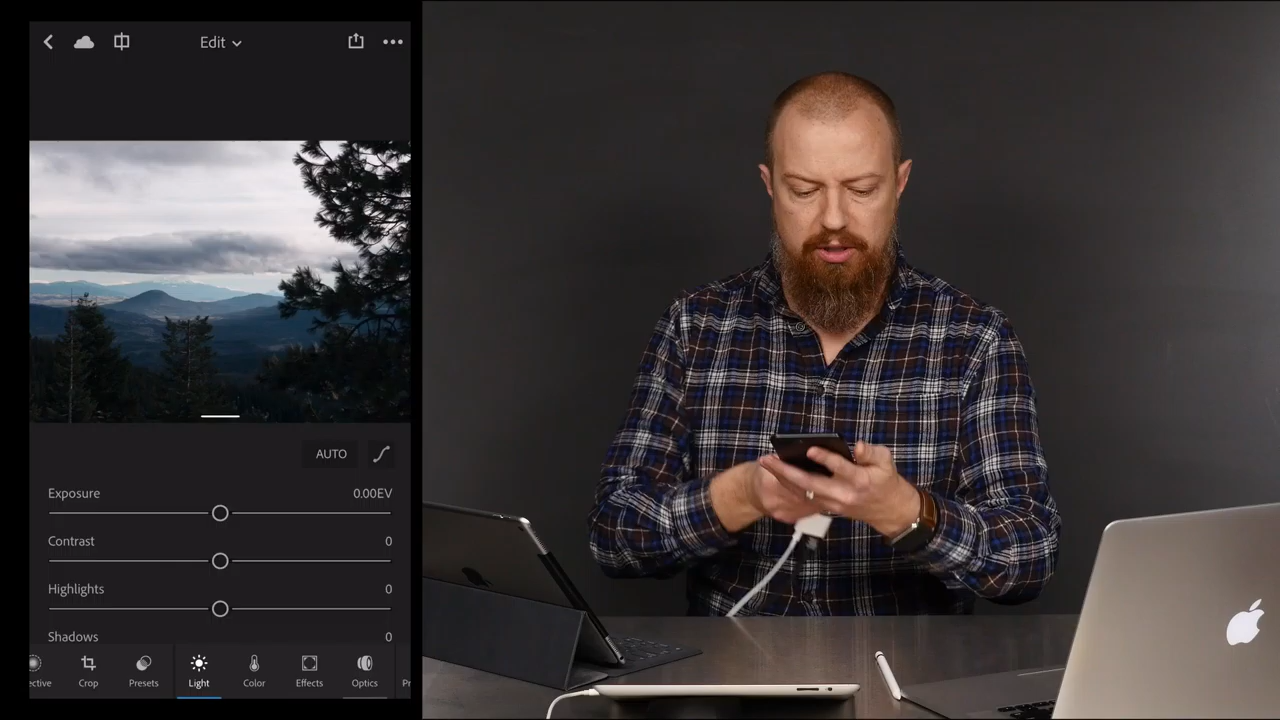 Edit
AUTO
Exposure 0.00EV
Contrast 0
Highlights 0
Shadows 0
ective Crop Presets Light Color Effects Optics Pr